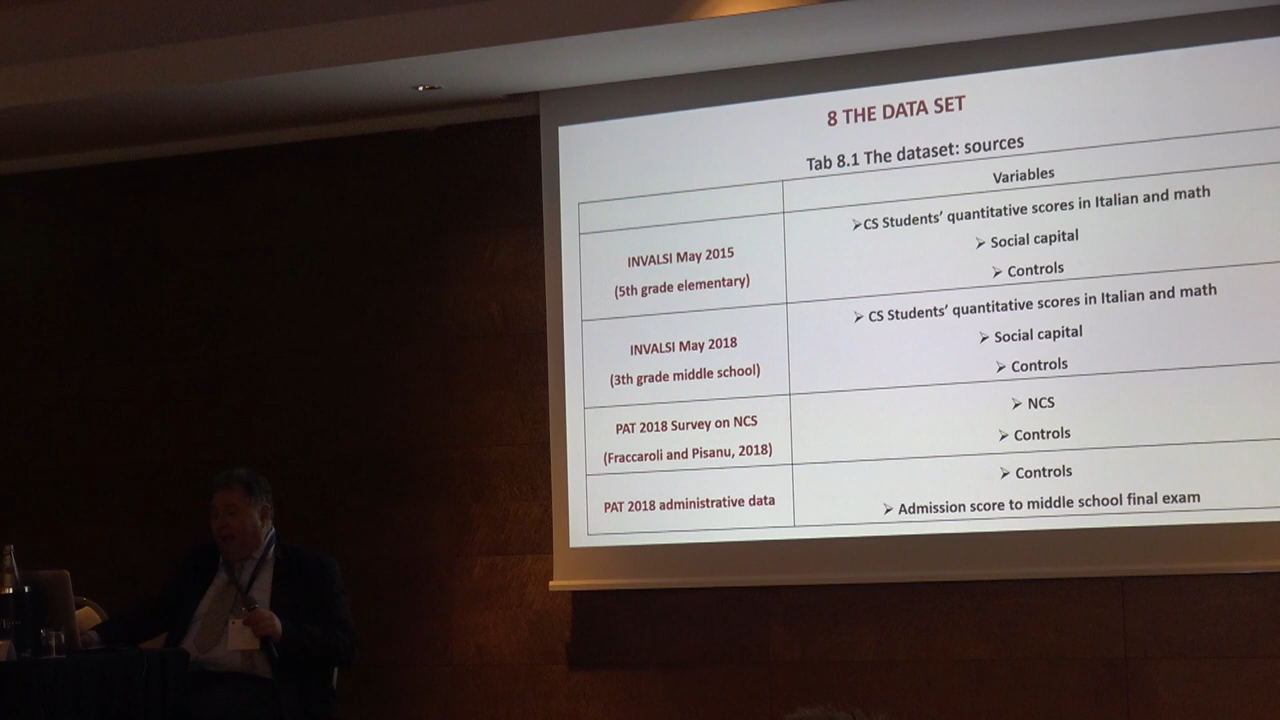 8 THE DATA SET
Tab 8.1 The dataset: sources
Variables
INVALSI May 2015
(5th grade elementary)
➢CS Students’ quantitative scores in Italian and math
➢ Social capital
➢ Controls
INVALSI May 2018
(3th grade middle school)
➢ CS Students’ quantitative scores in Italian and math
➢ Social capital
➢ Controls
PAT 2018 Survey on NCS
(Fraccaroli and Pisanu, 2018)
➢ NCS
➢ Controls
PAT 2018 administrative data
➢ Controls
➢ Admission score to middle school final exam